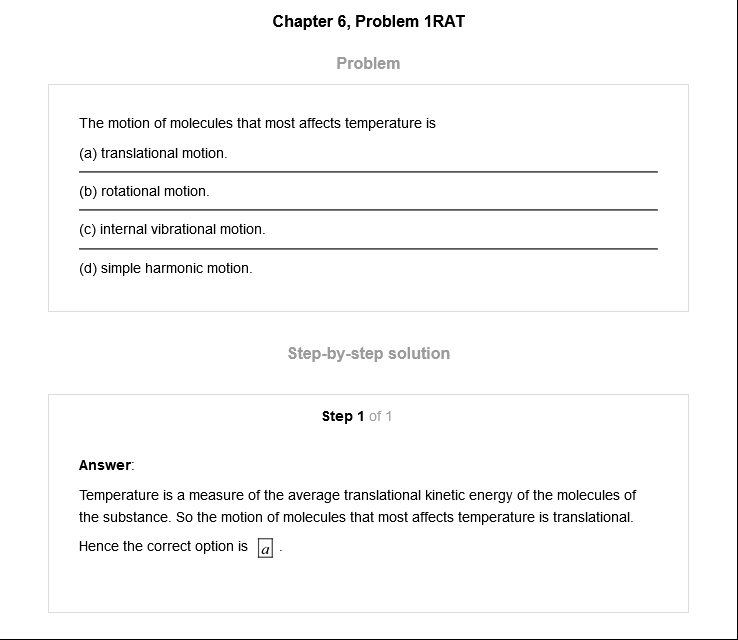 Chapter 6, Problem 1RAT
Problem
The motion of molecules that most affects temperature is
(a) translational motion.
(b) rotational motion.
(c) internal vibrational motion.
(d) simple harmonic motion.
Step-by-step solution
Step 1 of 1
Answer:
Temperature is a measure of the average translational kinetic energy of the molecules of
the substance. So the motion of molecules that most affects temperature is translational.
Hence the correct option is a .